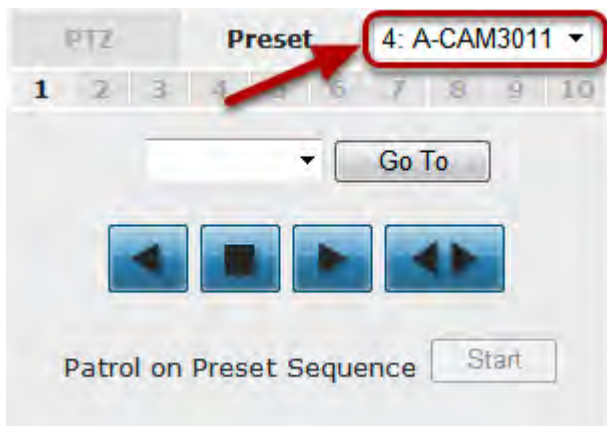 PTZ Preset 4: A-CAM3011
1 2 3 4 5 6 7 8 9 10
Go To
Patrol on Preset Sequence Start